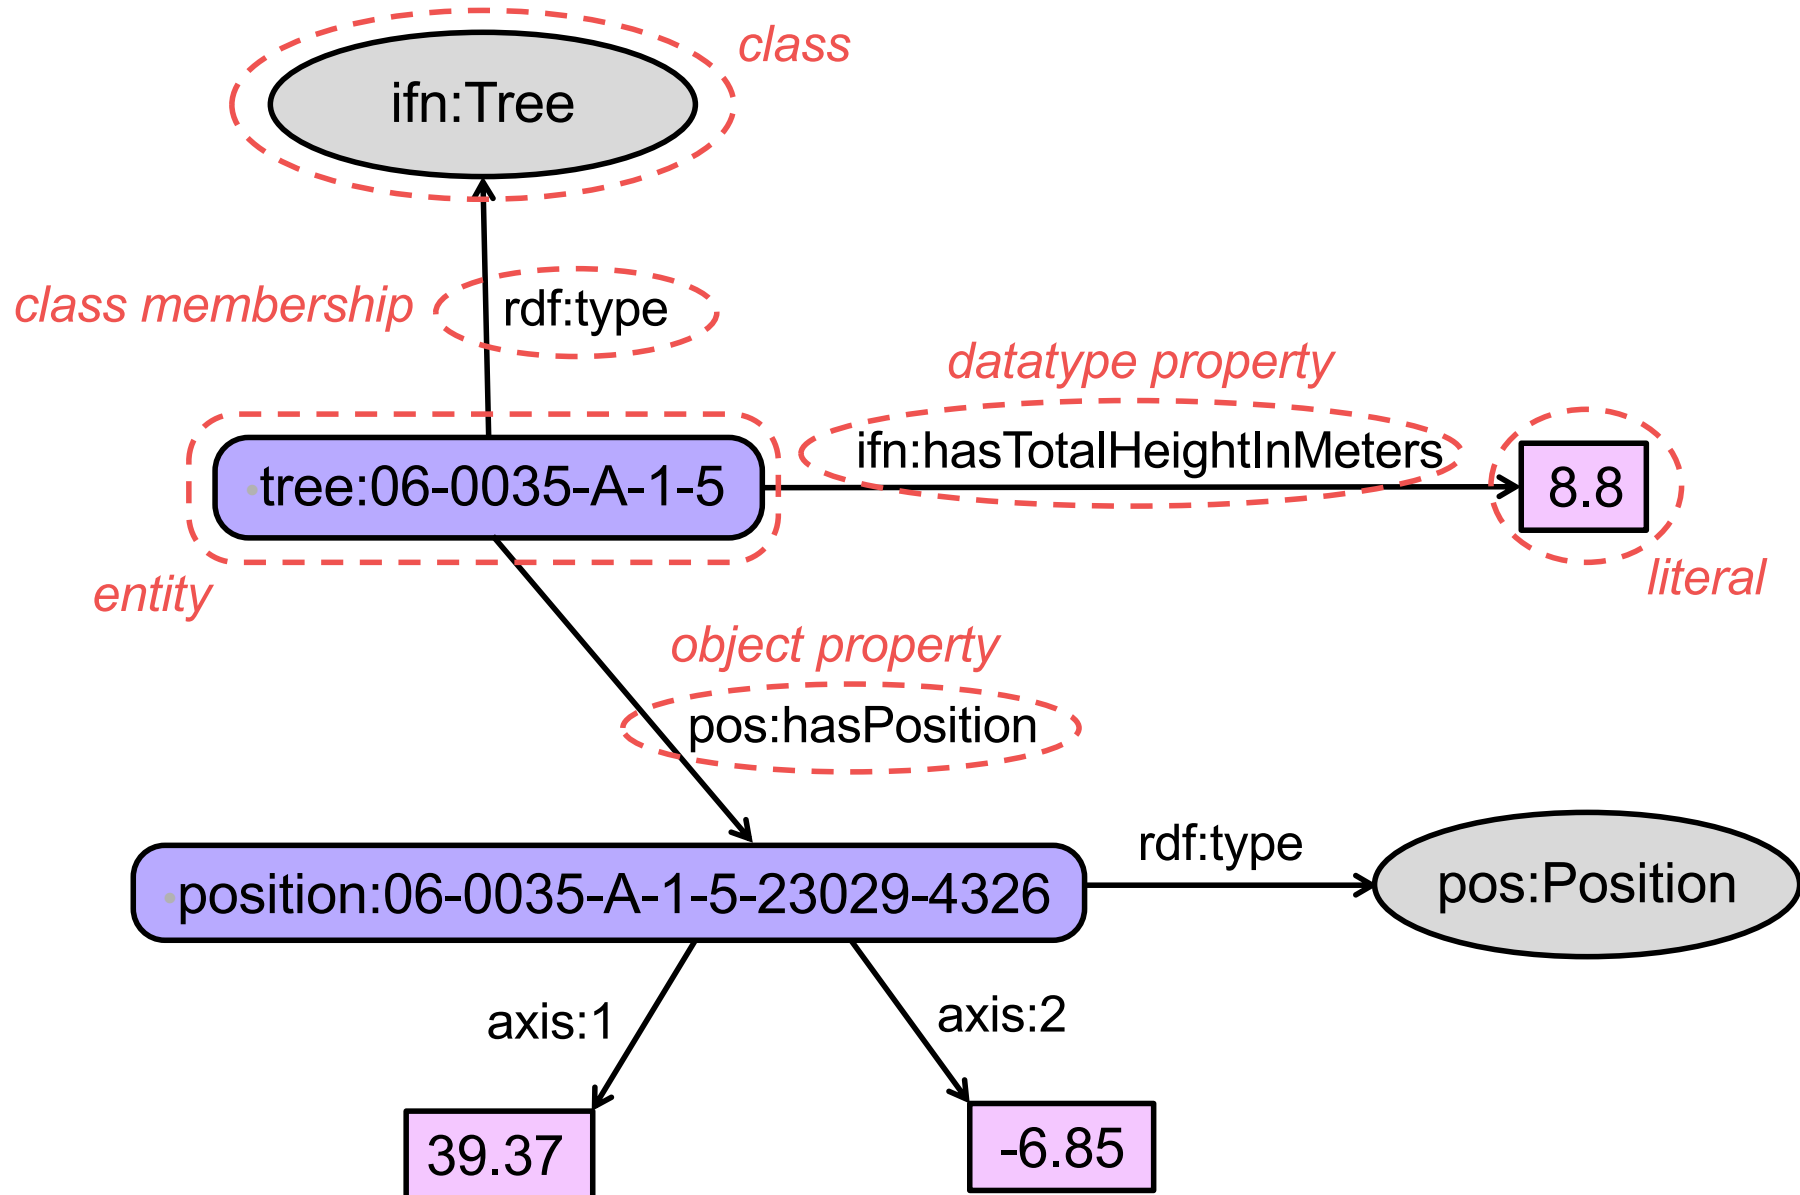 class
ifn:Tree
class membership
rdf:type
datatype property
ifn:hasTotalHeightInMeters
tree:06-0035-A-1-5
8.8
entity
literal
object property
pos:hasPosition
rdf:type
position:06-0035-A-1-5-23029-4326
pos:Position
axis:1
axis:2
39.37
-6.85